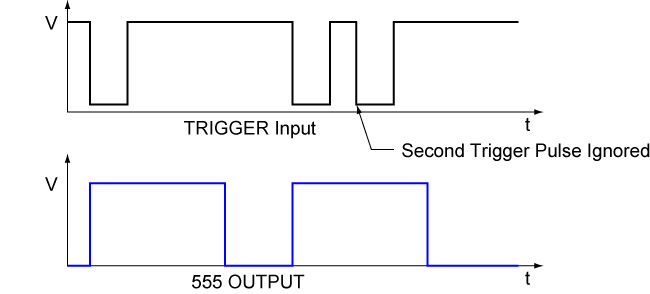 V
TRIGGER Input
t
Second Trigger Pulse Ignored
V
555 OUTPUT
t